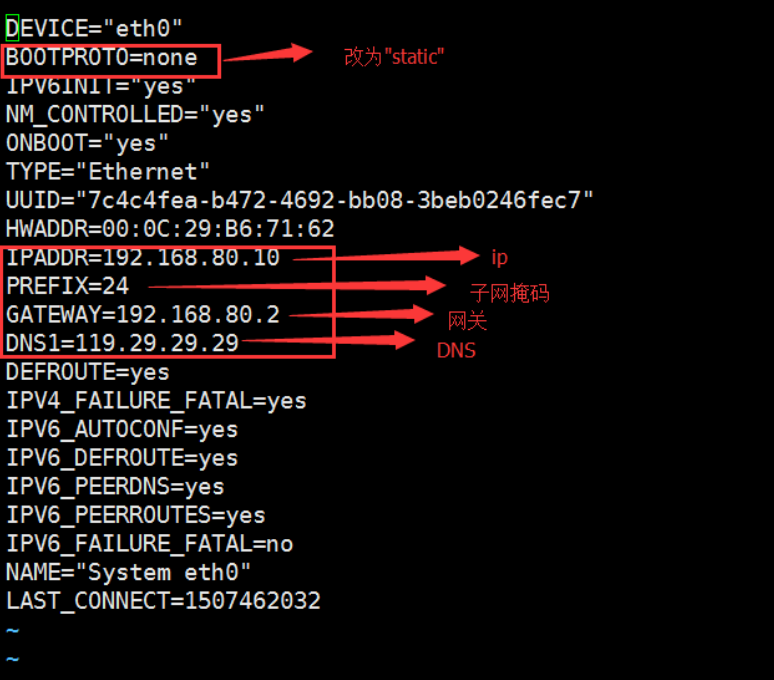 DEVICE="eth0"
BOOTPROTO=none 改为"static"
IPV6INIT="yes"
NM_CONTROLLED="yes"
ONBOOT="yes"
TYPE="Ethernet"
UUID="7c4c4fea-b472-4692-bb08-3beb0246fec7"
HWADDR=00:0C:29:B6:71:62
IPADDR=192.168.80.10 ip
PREFIX=24 子网掩码
GATEWAY=192.168.80.2 网关
DNS1=119.29.29.29 DNS
DEFROUTE=yes
IPV4_FAILURE_FATAL=yes
IPV6_AUTOCONF=yes
IPV6_DEFROUTE=yes
IPV6_PEERDNS=yes
IPV6_PEERROUTES=yes
IPV6_FAILURE_FATAL=no
NAME="System eth0"
LAST_CONNECT=1507462032
~
~